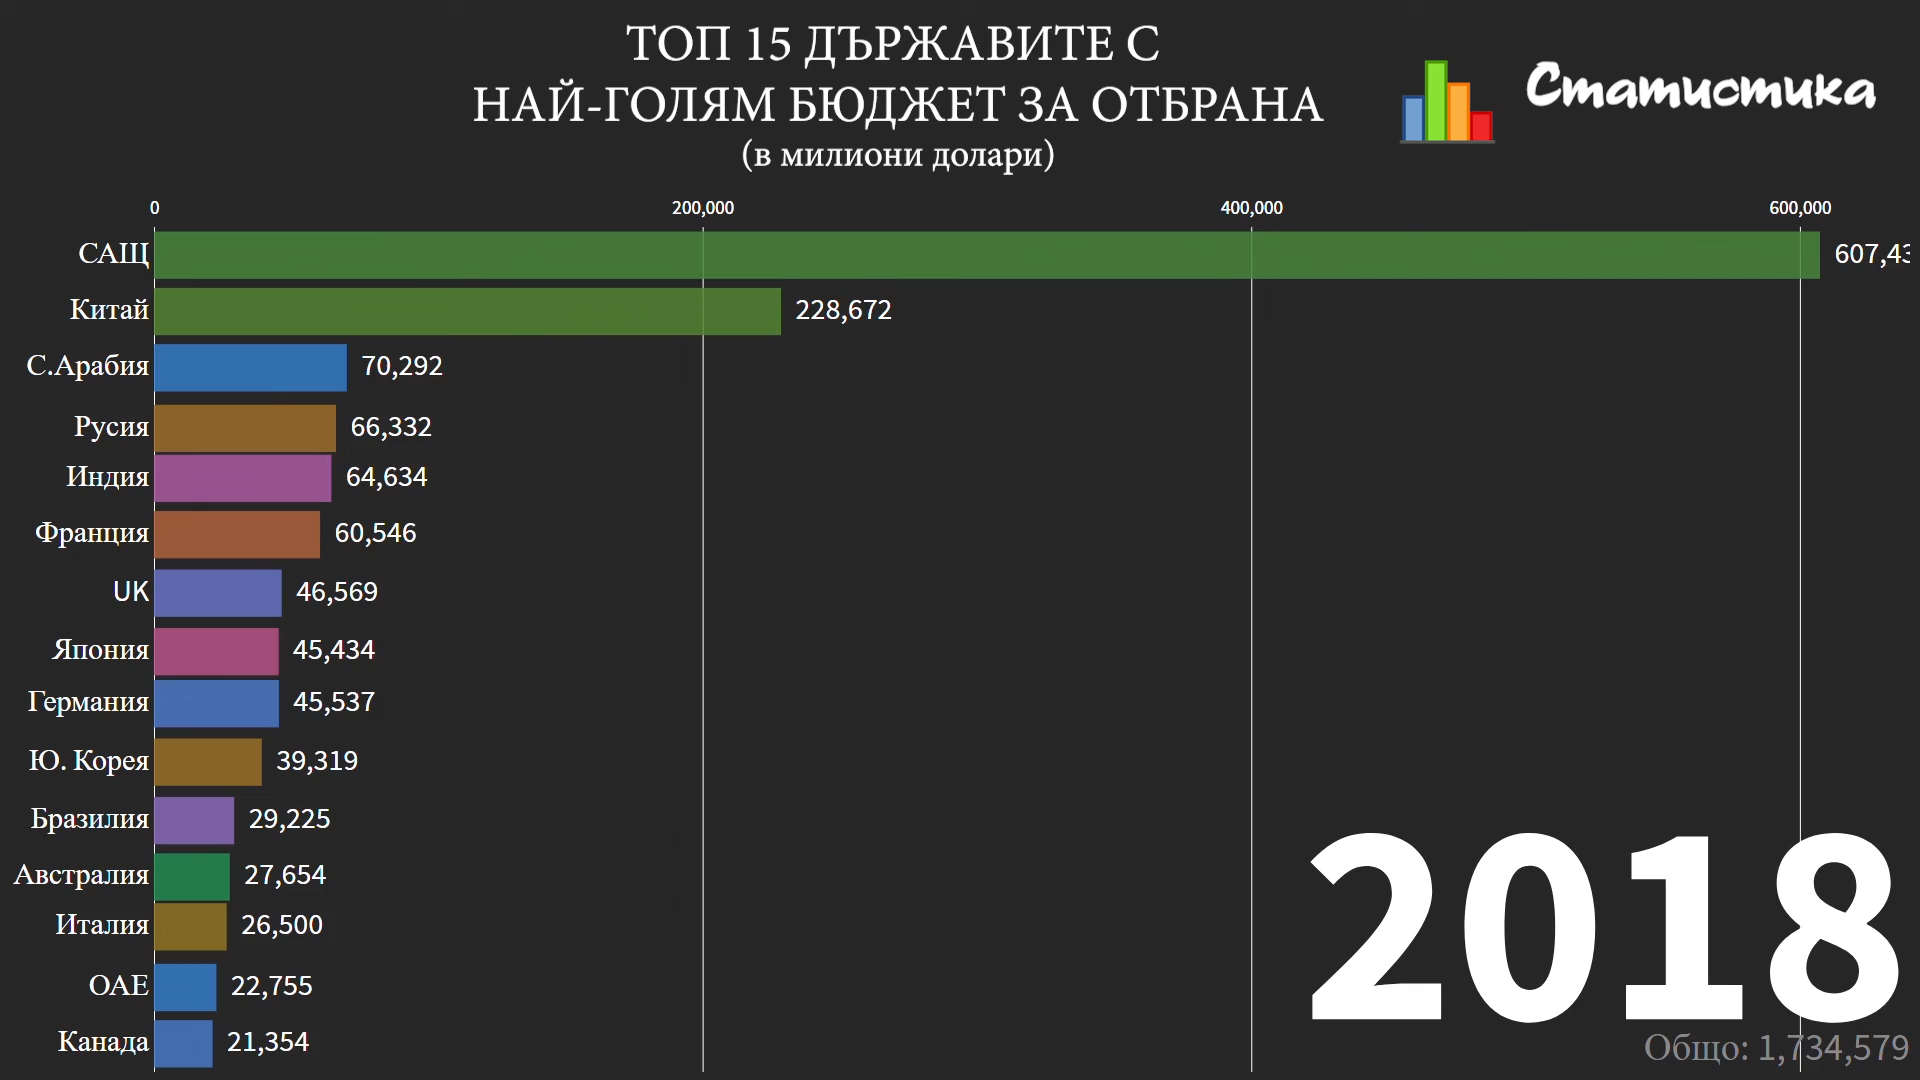 ТОП 15 ДЪРЖАВИТЕ С
НАЙ-ГОЛЯМ БЮДЖЕТ ЗА ОТБРАНА
(в милиони долари)
Статистика
0 200,000 400,000 600,000
САЩ 607,43
Китай 228,672
С.Арабия 70,292
Русия 66,332
Индия 64,634
Франция 60,546
UK 46,569
Япония 45,434
Германия 45,537
Ю. Корея 39,319
Бразилия 29,225
Австралия 27,654
Италия 26,500
ОАЕ 22,755
Канада 21,354
2018
Общо: 1,734,579